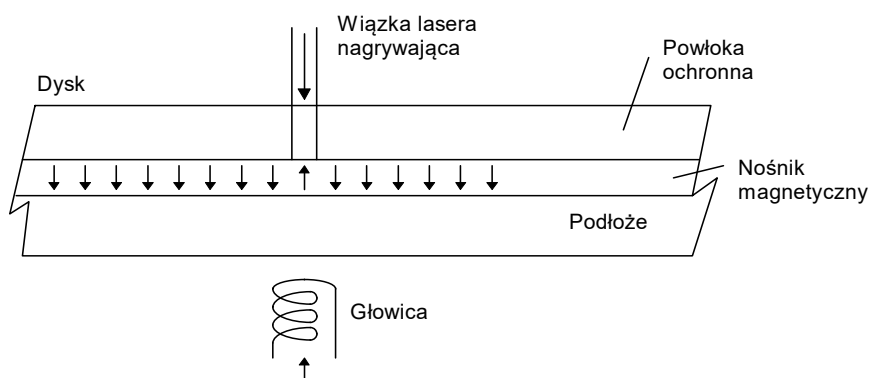 Wiązka lasera
nagrywająca
Powłoka
ochronna
Dysk
Nośnik
magnetyczny
Podłoże
Głowica